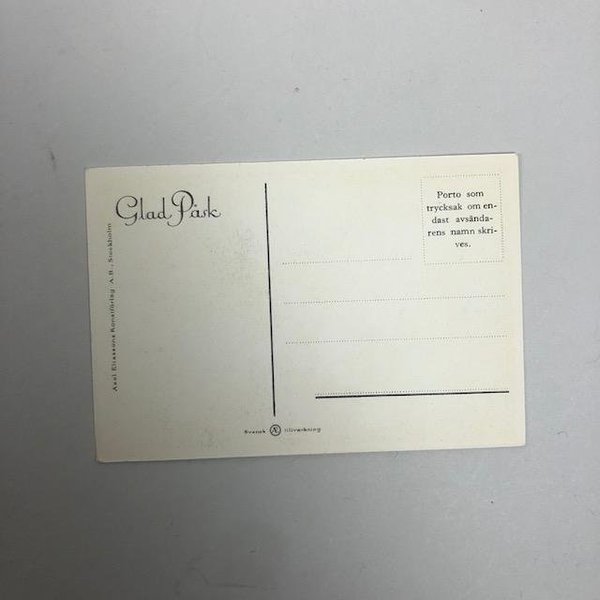 Glad Påsk
Axel Eliassons Konstförlag A.B., Stockholm
Porto som
trycksak om en-
dast avsända-
rens namn skri-
ves.
Svensk Æ tillverkning